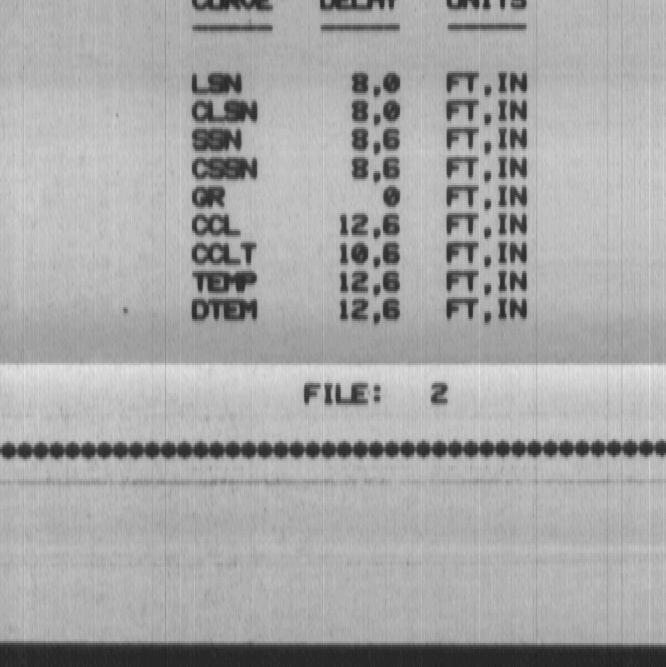 CURVE DELAY UNITS
LSN 8,0 FT,IN
CLSN 8,0 FT,IN
SSN 8,6 FT,IN
CSSN 8,6 FT,IN
GR 0 FT,IN
CCL 12,6 FT,IN
CCLT 10,6 FT,IN
TEMP 12,6 FT,IN
DTEM 12,6 FT,IN
FILE: 2